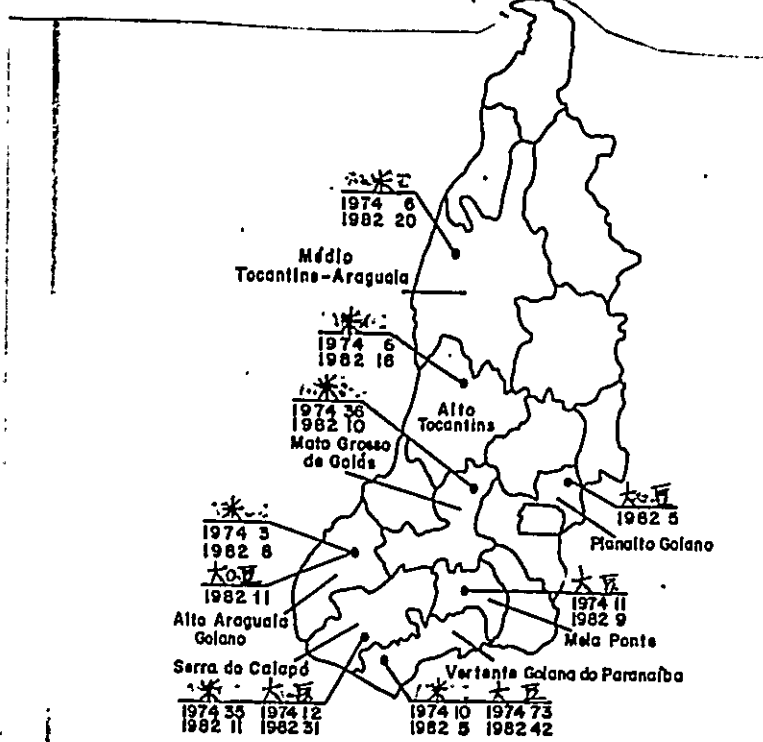 米
1974 6
1982 20
Médio
Tocantins-Araguaia
米
1974 6
1982 18
米
1974 36
1982 10
Alto
Tocantins
Mato Grosso
de Goiás
大豆
1982 5
Planalto Goiano
米
1974 3
1982 8
大豆
1982 11
Alto Araguaia
Goiano
大豆
1974 11
1982 9
Meia Ponte
Serra do Caiapó
Vertente Goiana do Paranaíba
米 大豆
1974 35 1974 12
1982 11 1982 31
米 大豆
1974 10 1974 73
1982 5 1982 42